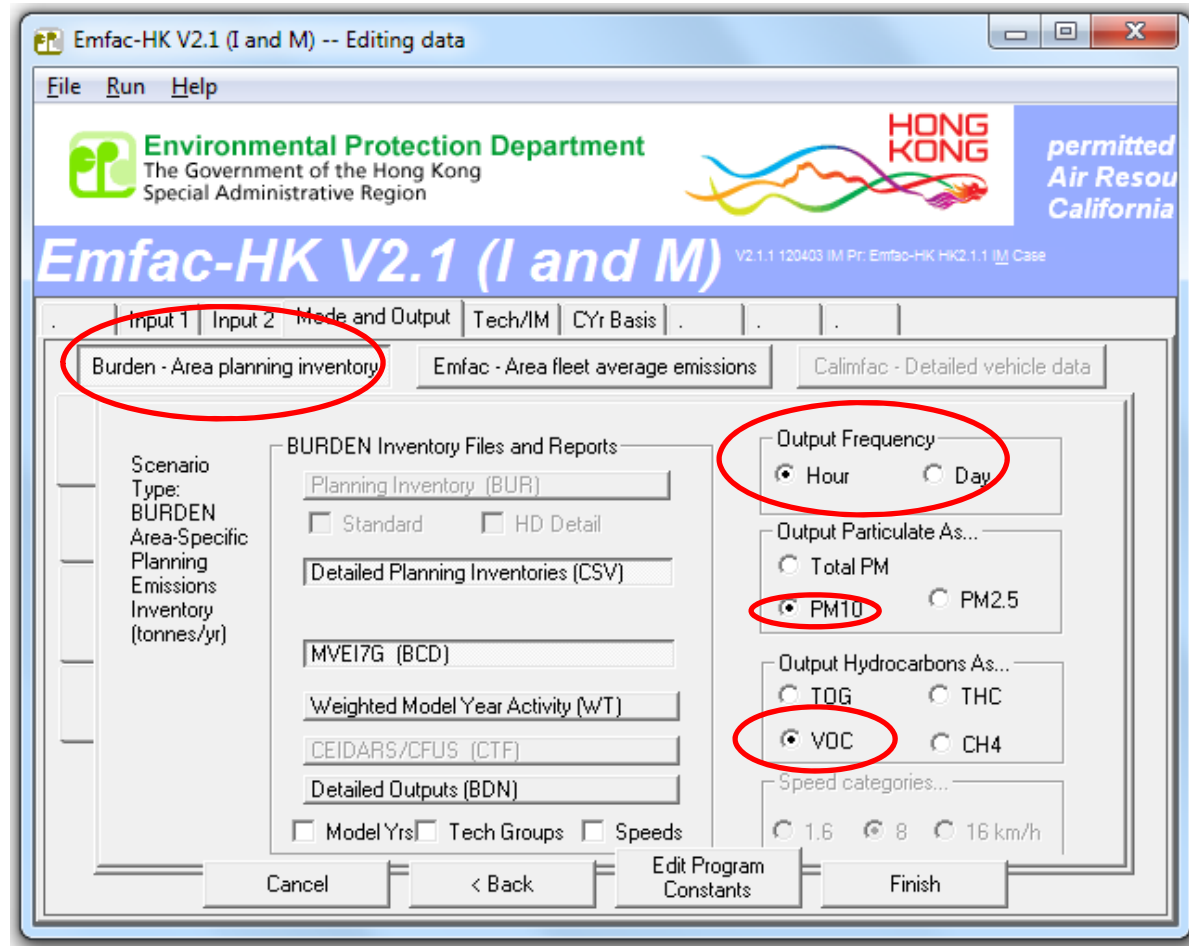 Emfac-HK V2.1 (I and M) -- Editing data
File Run Help
Environmental Protection Department
The Government of the Hong Kong
Special Administrative Region
HONG
KONG
permitted
Air Resou
California
Emfac-HK V2.1 (I and M)
V2.1.1 120403 IM Pr: Emfac-HK HK2.1.1 IM Case
. Input 1 Input 2 Mode and Output Tech/IM CYr Basis . . .
Burden - Area planning inventory Emfac - Area fleet average emissions Calimfac - Detailed vehicle data
Scenario
Type:
BURDEN
Area-Specific
Planning
Emissions
Inventory
(tonnes/yr)
BURDEN Inventory Files and Reports
Planning Inventory (BUR)
Standard HD Detail
Detailed Planning Inventories (CSV)
MVEI7G (BCD)
Weighted Model Year Activity (WT)
CEIDARS/CFUS (CTF)
Detailed Outputs (BDN)
Model Yrs Tech Groups Speeds
Output Frequency
Hour Day
Output Particulate As...
Total PM
PM10 PM2.5
Output Hydrocarbons As...
TOG THC
VOC CH4
Speed categories...
1.6 8 16 km/h
Cancel < Back Edit Program Constants Finish